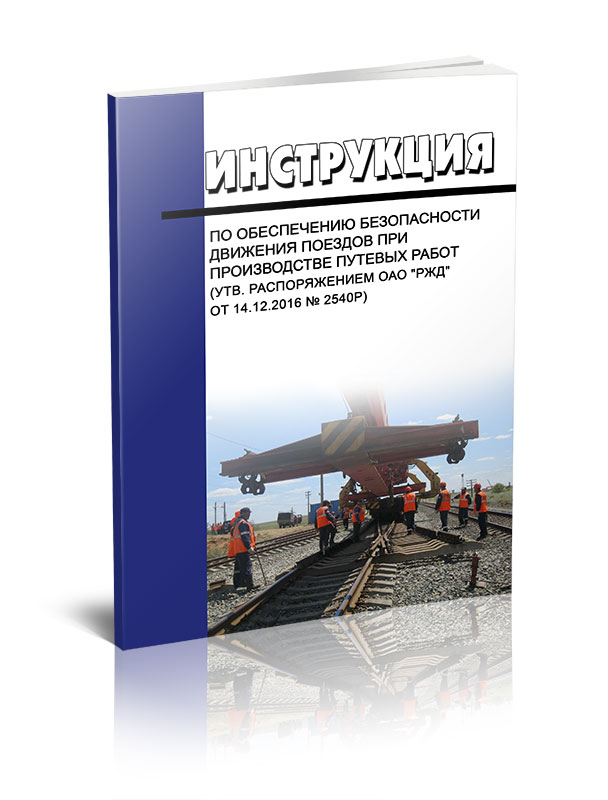 ИНСТРУКЦИЯ
ПО ОБЕСПЕЧЕНИЮ БЕЗОПАСНОСТИ
ДВИЖЕНИЯ ПОЕЗДОВ ПРИ
ПРОИЗВОДСТВЕ ПУТЕВЫХ РАБОТ
(УТВ. РАСПОРЯЖЕНИЕМ ОАО "РЖД"
ОТ 14.12.2016 № 2540Р)